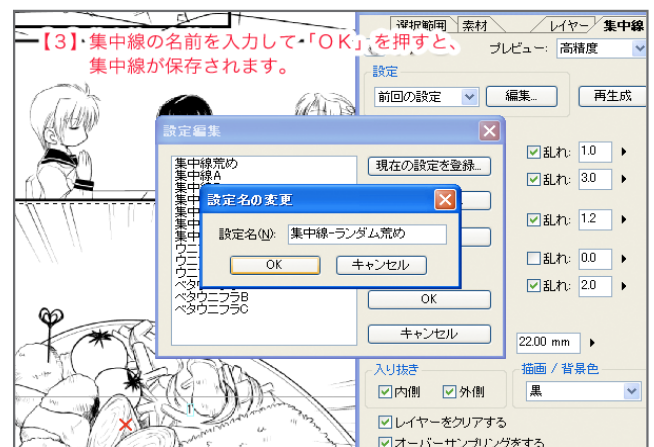 選択範囲 素材 レイヤー 集中線
【3】・集中線の名前を入力して・「OK」を押すと、
集中線が保存されます。
プレビュー: 高精度
設定
前回の設定 編集... 再生成
設定編集
集中線荒め
集中線A
現在の設定を登録...
乱れ: 1.0
乱れ: 3.0
乱れ: 1.2
乱れ: 0.0
乱れ: 2.0
設定名の変更
設定名(N): 集中線-ランダム荒め
OK キャンセル
ベタウニフラB
ベタウニフラC
OK
キャンセル
22.00 mm
入り抜き
内側 外側
描画 / 背景色
黒
レイヤーをクリアする
オーバーサンプリングをする